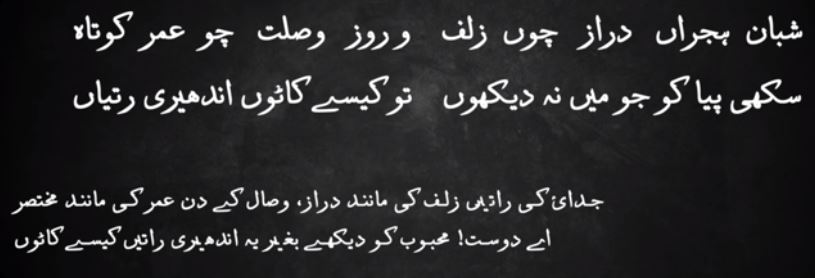 شبان ہجراں دراز چوں زلف و روز وصلت چو عمر کوتاہ
سکھی پیا کو جو میں نہ دیکھوں تو کیسے کاٹوں اندھیری رتیاں
جدائ کی راتیں زلف کی مانند دراز، وصال کے دن عمر کی مانند مختصر
اے دوست! محبوب کو دیکھے بغیر یہ اندھیری راتیں کیسے کاٹوں